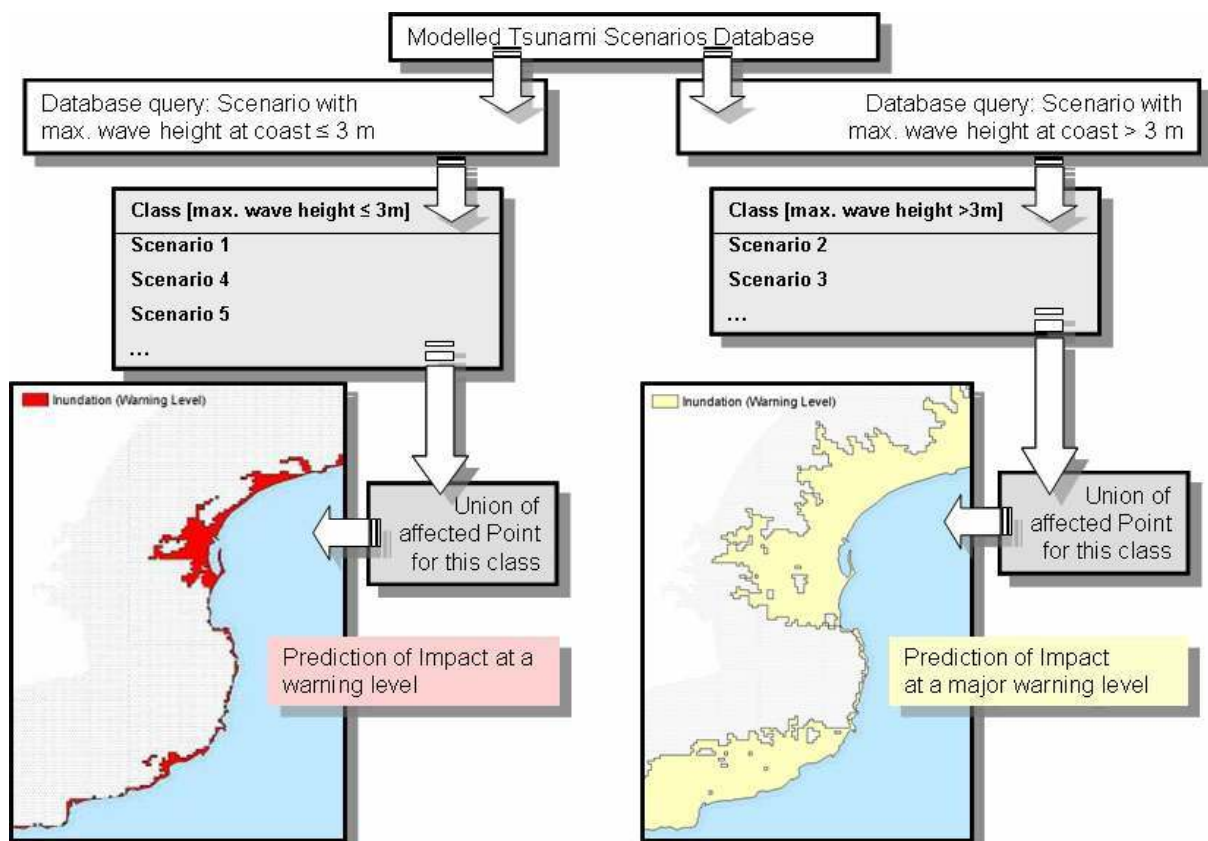 Modelled Tsunami Scenarios Database
Database query: Scenario with
max. wave height at coast ≤ 3 m
Database query: Scenario with
max. wave height at coast > 3 m
Class [max. wave height ≤ 3m]
Scenario 1
Scenario 4
Scenario 5
...
Class [max. wave height >3m]
Scenario 2
Scenario 3
...
Inundation (Warning Level)
Union of
affected Point
for this class
Prediction of Impact at a
warning level
Inundation (Warning Level)
Union of
affected Point
for this class
Prediction of Impact
at a major warning level